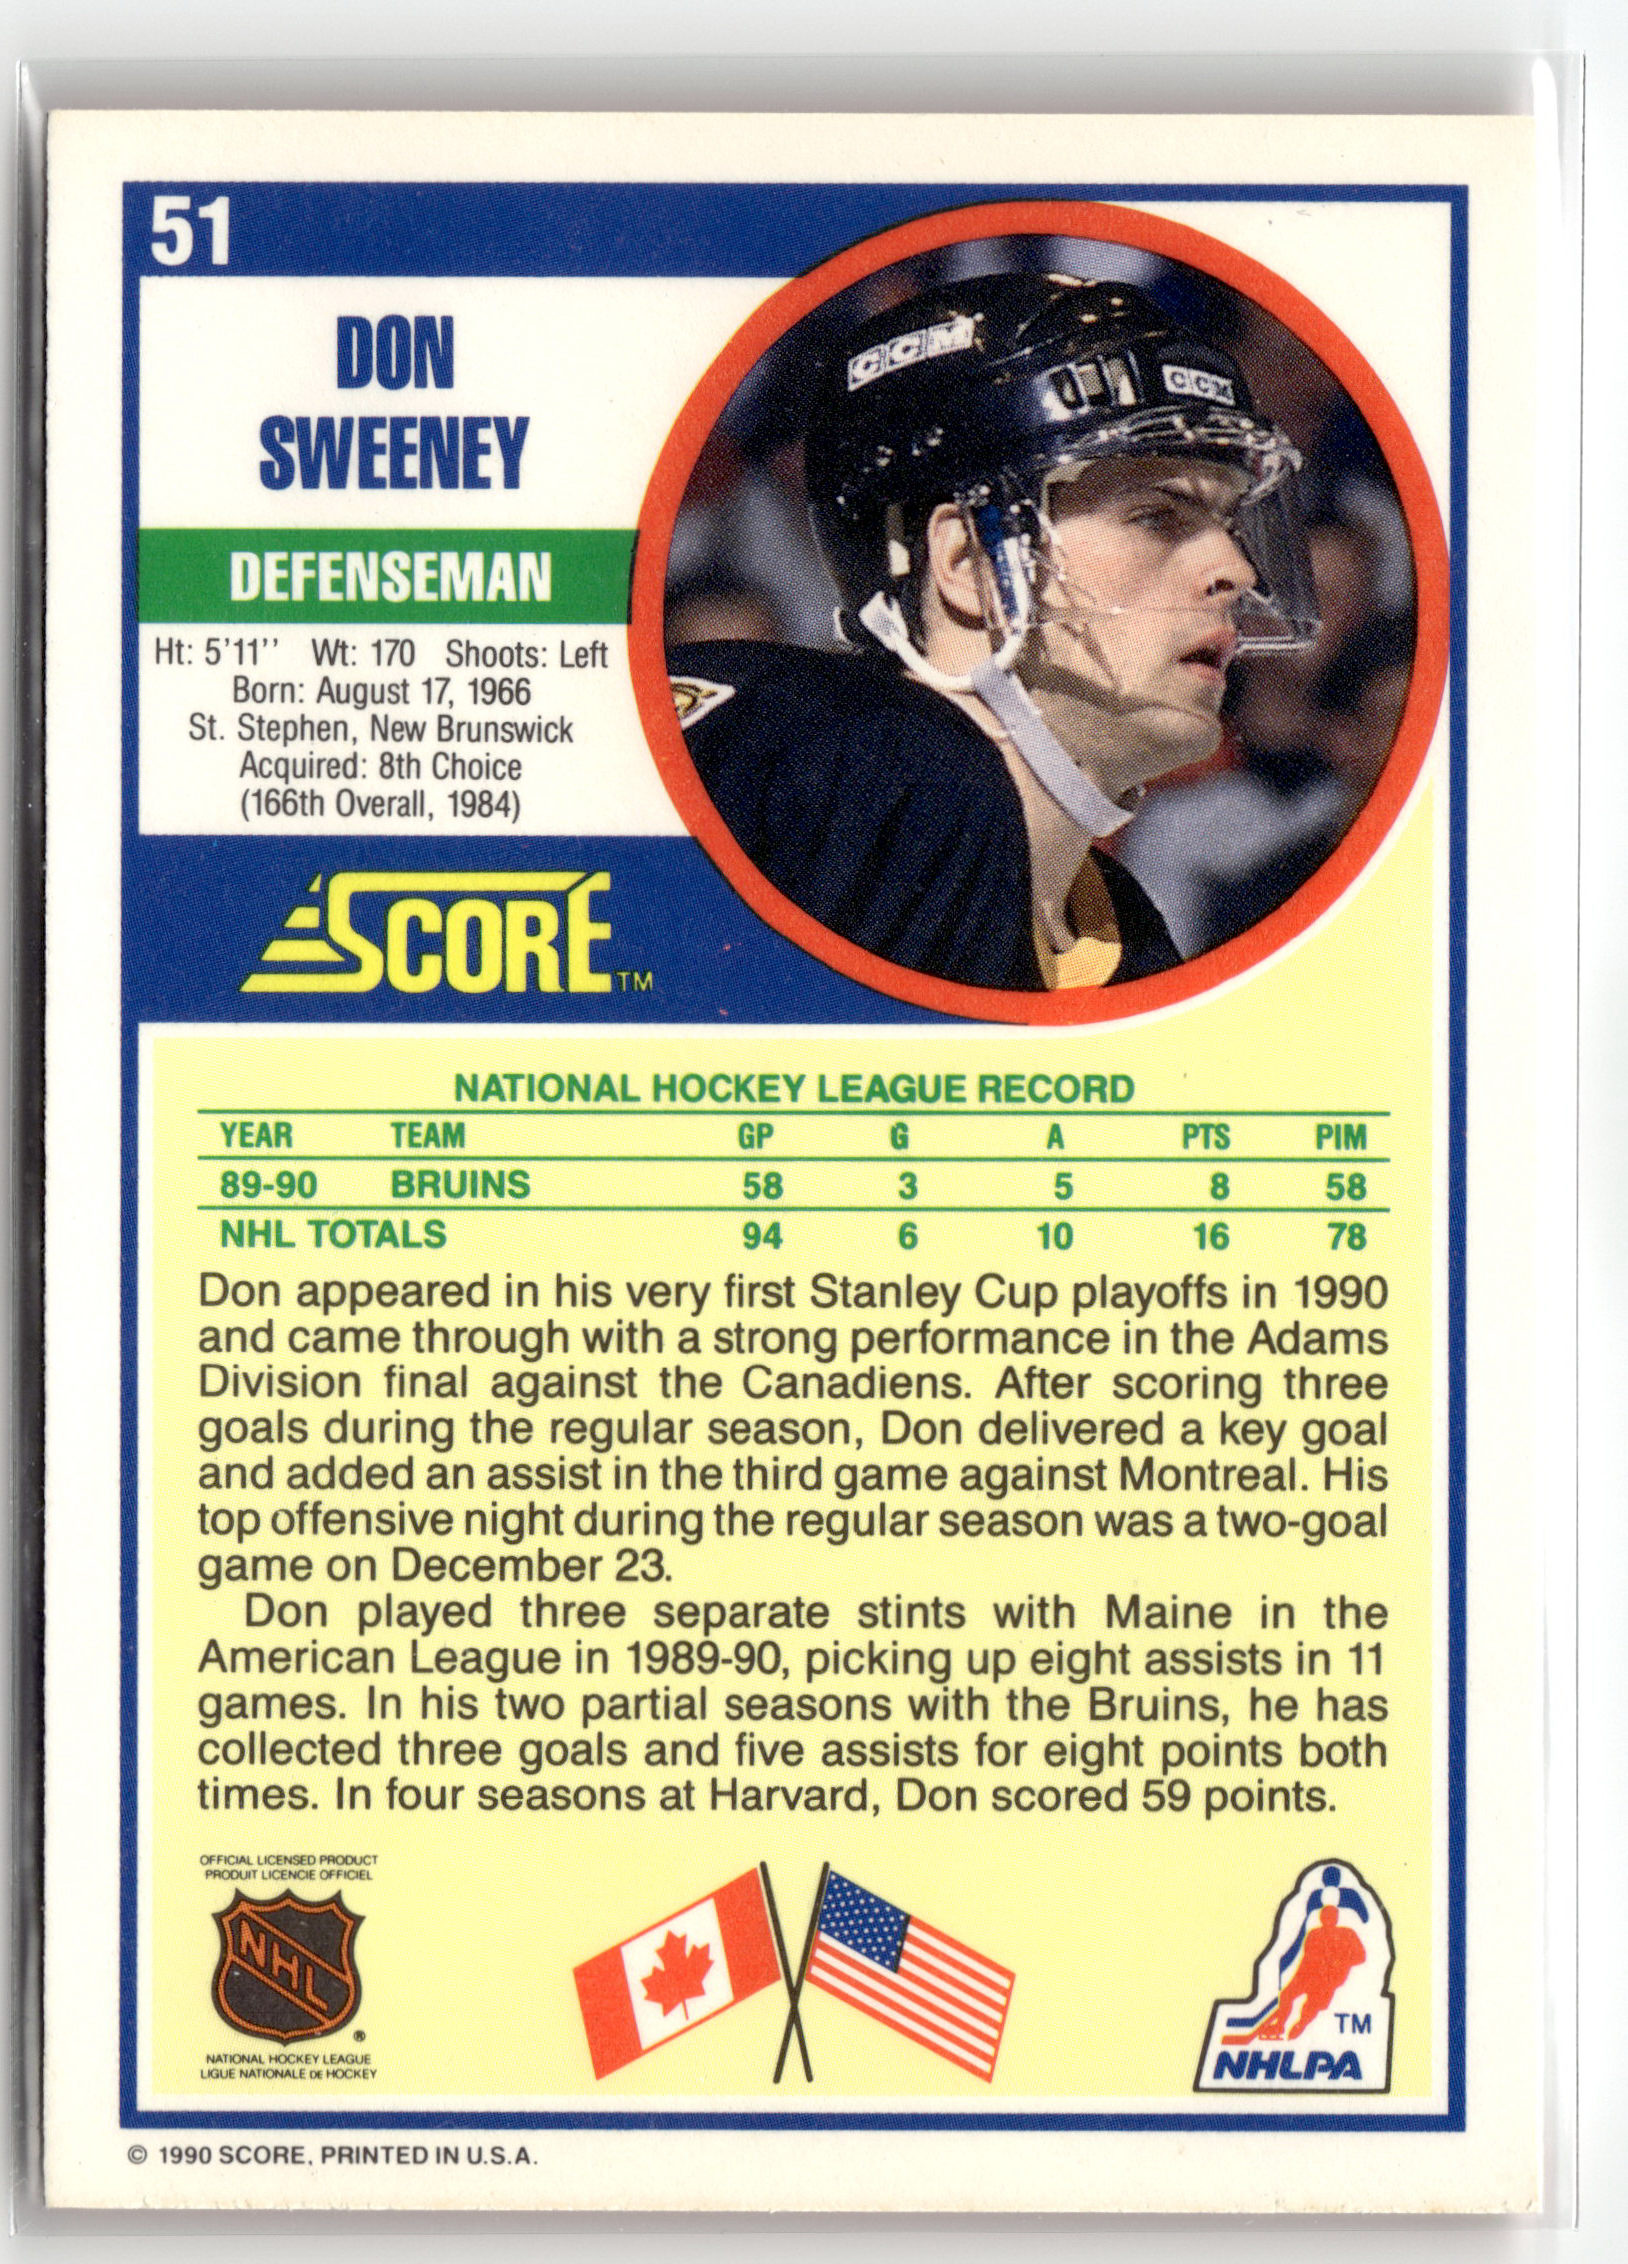 51
DON
SWEENEY
DEFENSEMAN
Ht: 5'11'' Wt: 170 Shoots: Left
Born: August 17, 1966
St. Stephen, New Brunswick
Acquired: 8th Choice
(166th Overall, 1984)
CCM
CCM
SCORE TM
NATIONAL HOCKEY LEAGUE RECORD
YEAR TEAM GP G A PTS PIM
89-90 BRUINS 58 3 5 8 58
NHL TOTALS 94 6 10 16 78
Don appeared in his very first Stanley Cup playoffs in 1990
and came through with a strong performance in the Adams
Division final against the Canadiens. After scoring three
goals during the regular season, Don delivered a key goal
and added an assist in the third game against Montreal. His
top offensive night during the regular season was a two-goal
game on December 23.
Don played three separate stints with Maine in the
American League in 1989-90, picking up eight assists in 11
games. In his two partial seasons with the Bruins, he has
collected three goals and five assists for eight points both
times. In four seasons at Harvard, Don scored 59 points.
OFFICIAL LICENSED PRODUCT
PRODUIT LICENCIE OFFICIEL
NHL
®
NATIONAL HOCKEY LEAGUE
LIGUE NATIONALE DE HOCKEY
TM
NHLPA
© 1990 SCORE, PRINTED IN U.S.A.